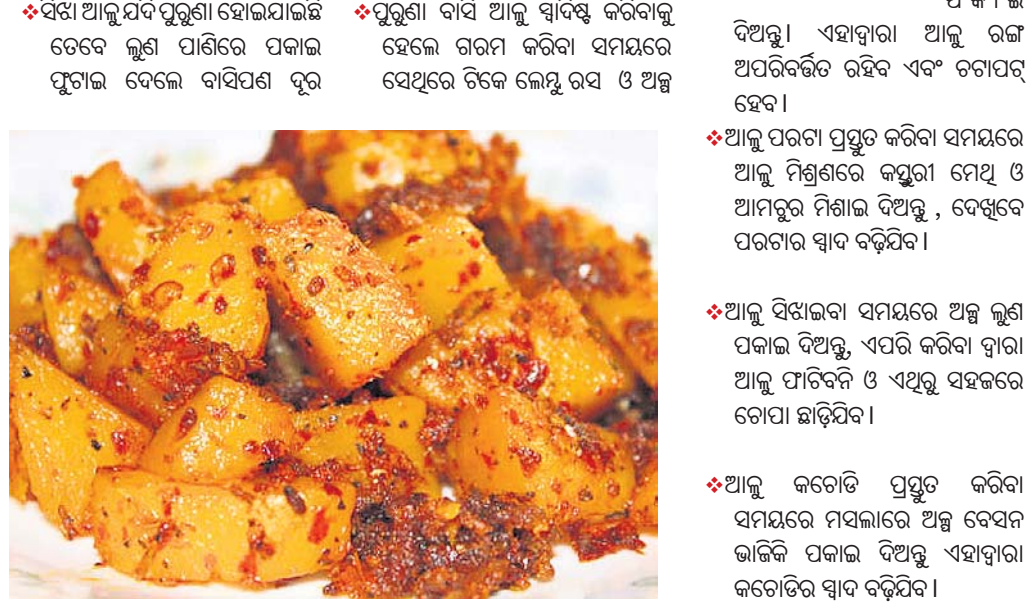 ❖ସିଝା ଆଳୁ ଯଦି ପୁରୁଣା ହୋଇଯାଇଛି
ତେବେ ଲୁଣ ପାଣିରେ ପକାଇ
ଫୁଟାଇ ଦେଲେ ବାସିପଣ ଦୂର
❖ପୁରୁଣା ବାସି ଆଳୁ ସ୍ୱାଦିଷ୍ଟ କରିବାକୁ
ହେଲେ ଗରମ କରିବା ସମୟରେ
ସେଥିରେ ଟିକେ ଲେମ୍ବୁ ରସ ଓ ଅଳ୍ପ
ଦିଅନ୍ତୁ। ଏହାଦ୍ୱାରା ଆଳୁ ରଙ୍ଗ
ଅପରିବର୍ତ୍ତିତ ରହିବ ଏବଂ ଚଟାପଟ୍
ହେବ।
❖ଆଳୁ ପରଟା ପ୍ରସ୍ତୁତ କରିବା ସମୟରେ
ଆଳୁ ମିଶ୍ରଣରେ କସ୍ତୁରୀ ମେଥି ଓ
ଆମଚୁର ମିଶାଇ ଦିଅନ୍ତୁ , ଦେଖିବେ
ପରଟାର ସ୍ୱାଦ ବଢ଼ିଯିବ।
❖ଆଳୁ ସିଝାଇବା ସମୟରେ ଅଳ୍ପ ଲୁଣ
ପକାଇ ଦିଅନ୍ତୁ, ଏପରି କରିବା ଦ୍ୱାରା
ଆଳୁ ଫାଟିବନି ଓ ଏଥିରୁ ସହଜରେ
ଚୋପା ଛାଡ଼ିଯିବ।
❖ଆଳୁ କଚୋଡି ପ୍ରସ୍ତୁତ କରିବା
ସମୟରେ ମସଲାରେ ଅଳ୍ପ ବେସନ
ଭାଜିକି ପକାଇ ଦିଅନ୍ତୁ ଏହାଦ୍ୱାରା
କଚୋଡିର ସ୍ୱାଦ ବଢ଼ିଯିବ।